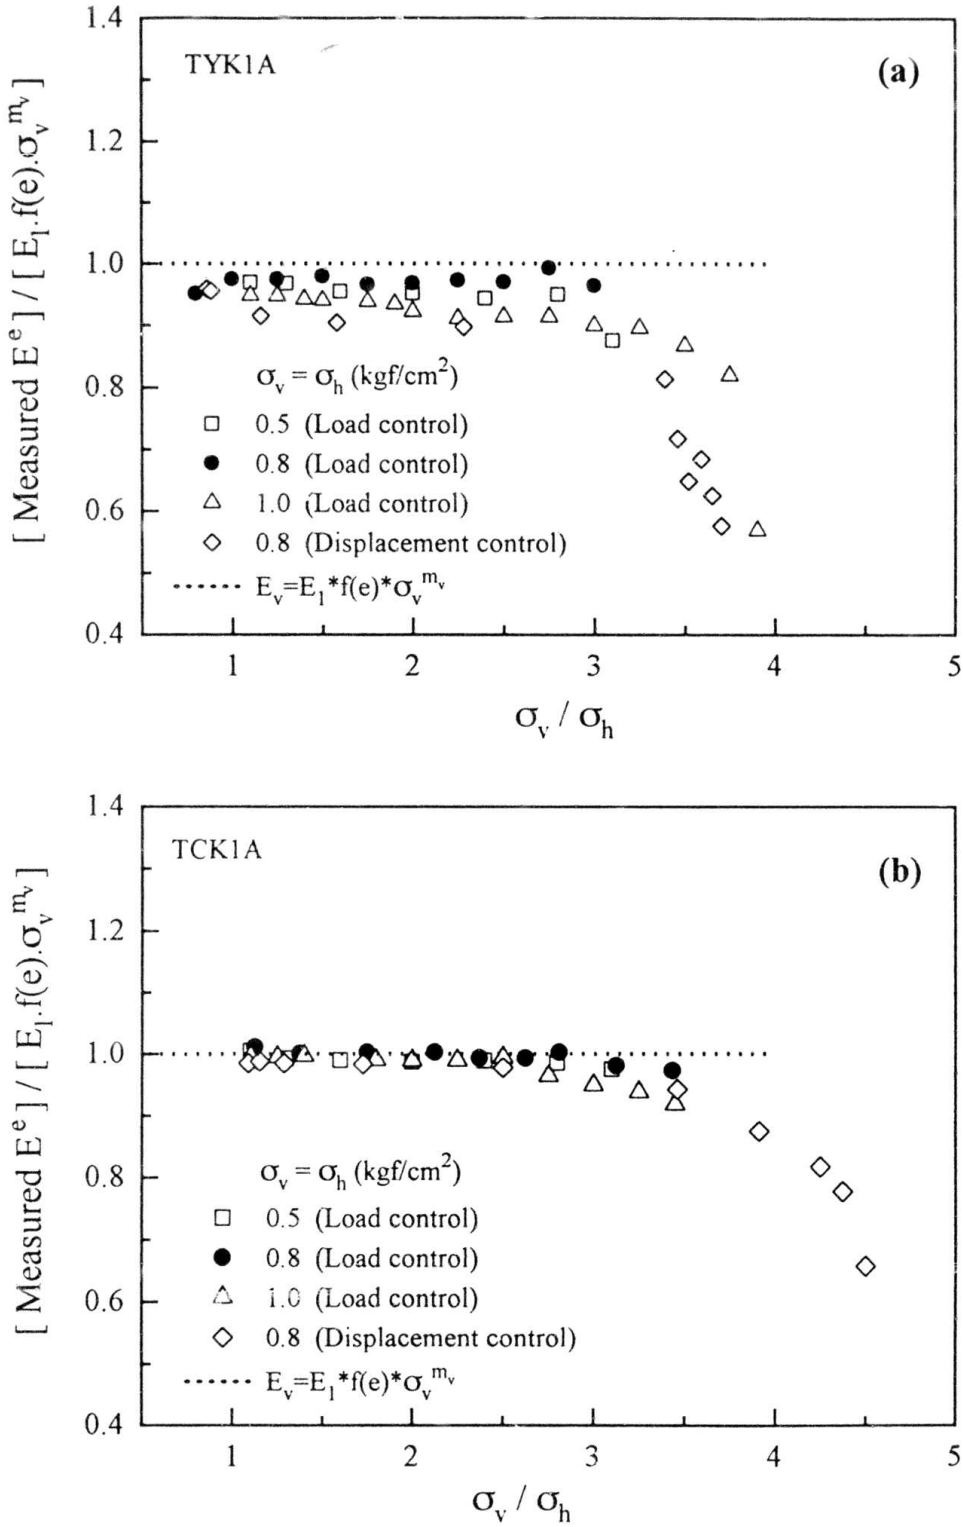 1.4
TYK1A
(a)
1.2
1.0
0.8
0.6
0.4
[ Measured E^e ] / [ E_l.f(e).σ_v^{m_v} ]
σ_v = σ_h (kgf/cm²)
0.5 (Load control)
0.8 (Load control)
1.0 (Load control)
0.8 (Displacement control)
E_v=E_1*f(e)*σ_v^{m_v}
1 2 3 4 5
σ_v / σ_h
1.4
TCK1A
(b)
1.2
1.0
0.8
0.6
0.4
[ Measured E^e ] / [ E_l.f(e).σ_v^{m_v} ]
σ_v = σ_h (kgf/cm²)
0.5 (Load control)
0.8 (Load control)
1.0 (Load control)
0.8 (Displacement control)
E_v=E_1*f(e)*σ_v^{m_v}
1 2 3 4 5
σ_v / σ_h